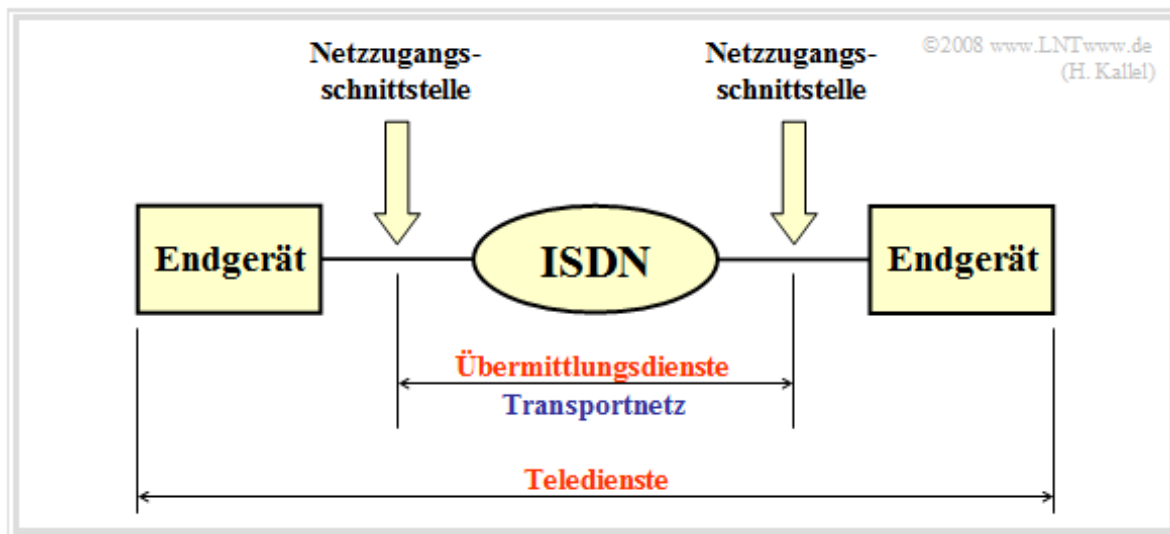 ©2008 www.LNTwww.de
(H. Kallel)
Netzzugangs-
schnittstelle
Netzzugangs-
schnittstelle
Endgerät
ISDN
Endgerät
Übermittlungsdienste
Transportnetz
Teledienste